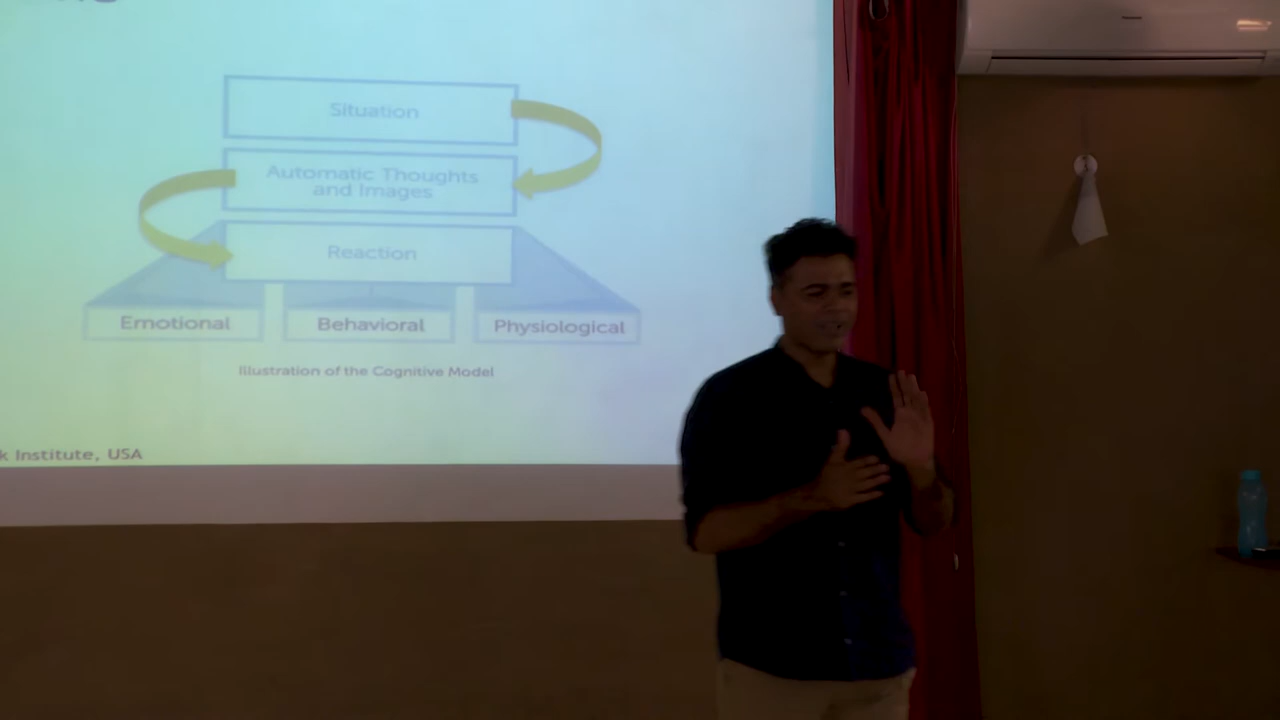 Situation
Automatic Thoughts
and Images
Reaction
Emotional
Behavioral
Physiological
Illustration of the Cognitive Model
k Institute, USA